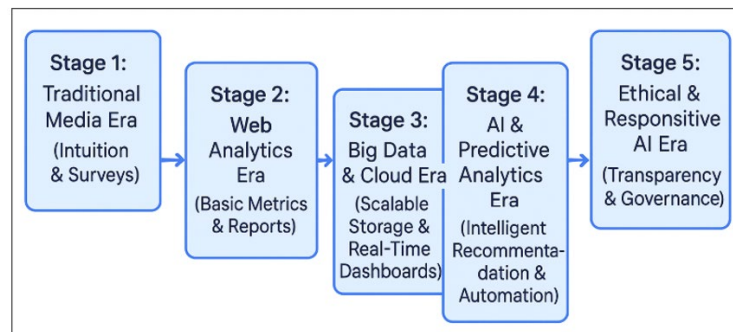 Stage 1:
Traditional
Media Era
(Intuition
& Surveys)
Stage 2:
Web
Analytics
Era
(Basic Metrics
& Reports)
Stage 3:
Big Data
& Cloud Era
(Scalable
Storage &
Real-Time
Dashboards)
Stage 4:
AI &
Predictive
Analytics
Era
(Intelligent
Recommenta-
dation &
Automation)
Stage 5:
Ethical &
Responsitive
AI Era
(Transparency
& Governance)